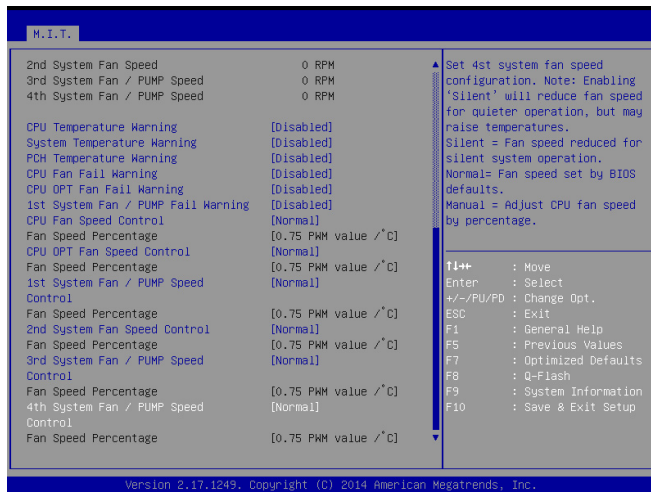 M.I.T.
2nd System Fan Speed 0 RPM
3rd System Fan / PUMP Speed 0 RPM
4th System Fan / PUMP Speed 0 RPM
CPU Temperature Warning [Disabled]
System Temperature Warning [Disabled]
PCH Temperature Warning [Disabled]
CPU Fan Fail Warning [Disabled]
CPU OPT Fan Fail Warning [Disabled]
1st System Fan / PUMP Fail Warning [Disabled]
CPU Fan Speed Control [Normal]
Fan Speed Percentage [0.75 PWM value /°C]
CPU OPT Fan Speed Control [Normal]
Fan Speed Percentage [0.75 PWM value /°C]
1st System Fan / PUMP Speed [Normal]
Control
Fan Speed Percentage [0.75 PWM value /°C]
2nd System Fan Speed Control [Normal]
Fan Speed Percentage [0.75 PWM value /°C]
3rd System Fan / PUMP Speed [Normal]
Control
Fan Speed Percentage [0.75 PWM value /°C]
4th System Fan / PUMP Speed [Normal]
Control
Fan Speed Percentage [0.75 PWM value /°C]
Set 4st system fan speed
configuration. Note: Enabling
‘Silent’ will reduce fan speed
for quieter operation, but may
raise temperatures.
Silent = Fan speed reduced for
silent system operation.
Normal= Fan speed set by BIOS
defaults.
Manual = Adjust CPU fan speed
by percentage.
↑↓→← : Move
Enter : Select
+/-/PU/PD : Change Opt.
ESC : Exit
F1 : General Help
F5 : Previous Values
F7 : Optimized Defaults
F8 : Q-Flash
F9 : System Information
F10 : Save & Exit Setup
Version 2.17.1249. Copyright (C) 2014 American Megatrends, Inc.